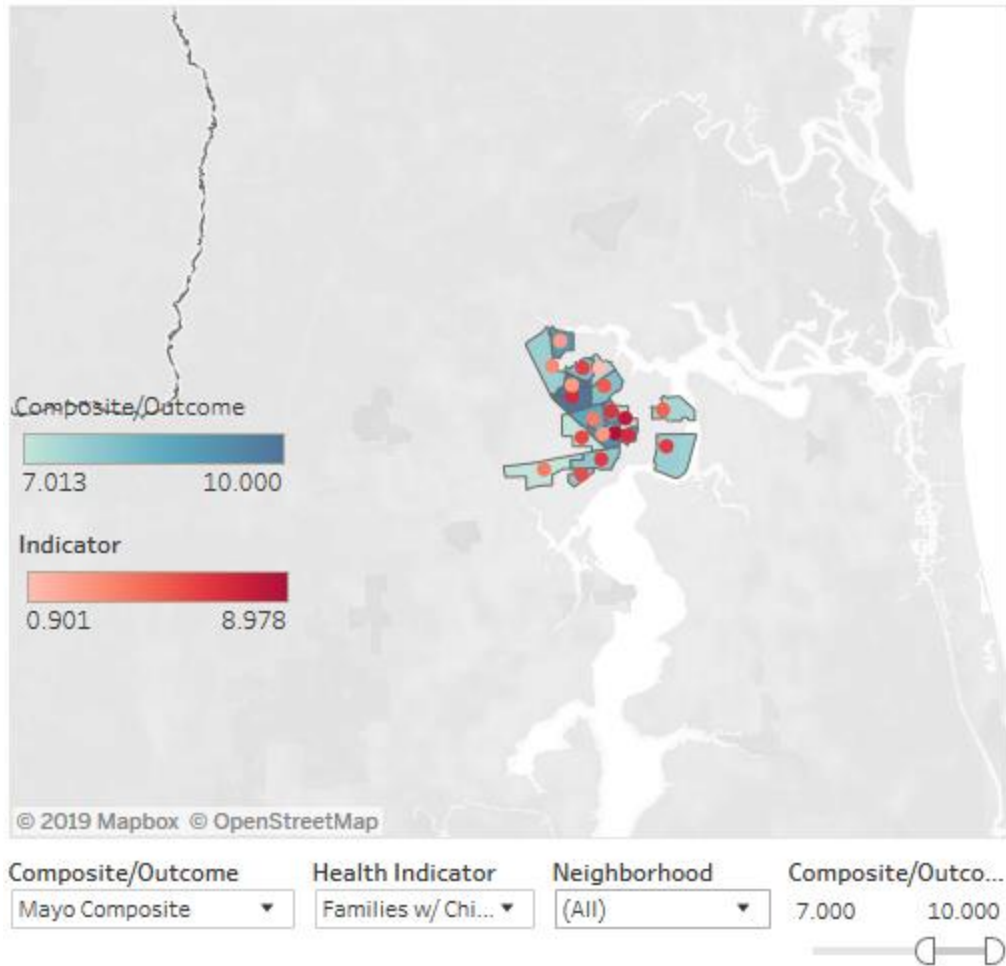 Composite/Outcome
7.013 10.000
Indicator
0.901 8.978
© 2019 Mapbox © OpenStreetMap
Composite/Outcome Health Indicator Neighborhood Composite/Outco...
Mayo Composite Families w/ Chi... (All) 7.000 10.000